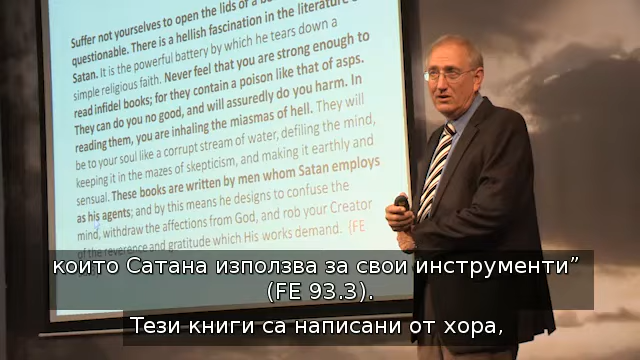 Suffer not yourselves to open the lids of a
questionable. There is a hellish fascination in the literature
Satan. It is the powerful battery by which he tears down a
simple religious faith. Never feel that you are strong enough to
read infidel books; for they contain a poison like that of asps.
They can do you no good, and will assuredly do you harm. In
reading them, you are inhaling the miasmas of hell. They will
be to your soul like a corrupt stream of water, defiling the mind,
keeping it in the mazes of skepticism, and making it earthly and
sensual. These books are written by men whom Satan employs
as his agents; and by this means he designs to confuse the
mind, withdraw the affections from God, and rob your Creator
of the reverence and gratitude which His works demand. (FE
които Сатана използва за свои инструменти”
(FE 93.3).
Тези книги са написани от хора,